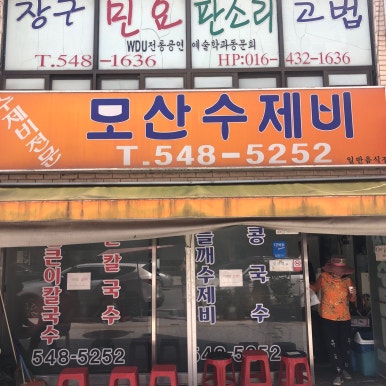 장구 민요 판소리 고법
WDU전통공연 예술학과동문회
T.548-1636
HP:016- 432-1636
수제비전문
모산수제비
T.548-5252
일반음식점
큰이칼국수
칼국수
들깨수제비
콩국수
548-5252
548-5252